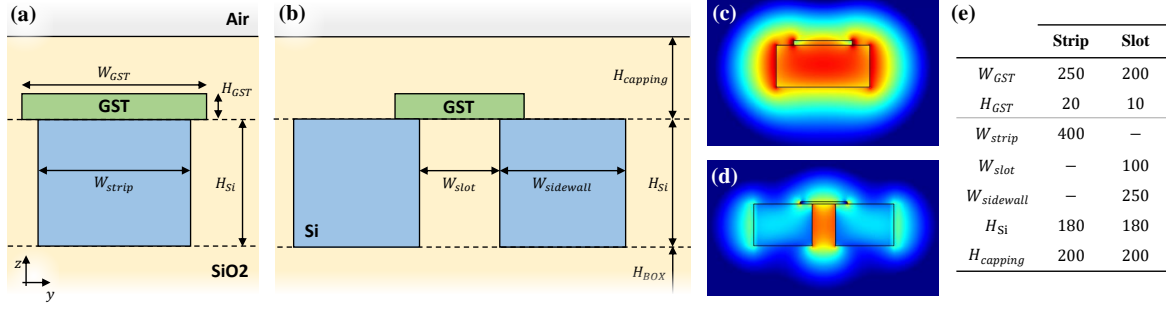 (a)
Air
W_GST
H_GST
GST
W_strip
H_Si
z
y
SiO2
(b)
H_capping
GST
W_slot
W_sidewall
H_Si
Si
H_BOX
(c)
(d)
(e)
Strip Slot
W_GST 250 200
H_GST 20 10
W_strip 400 –
W_slot – 100
W_sidewall – 250
H_Si 180 180
H_capping 200 200